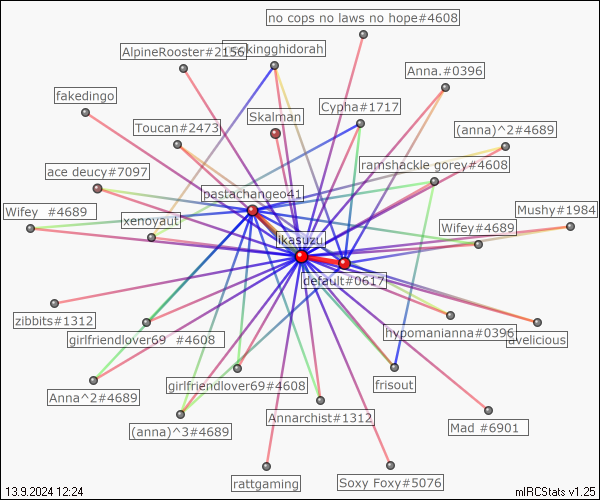 no cops no laws no hope#4608
AlpineRooster#2156
kingghidorah
Anna.#0396
fakedingo
Cypha#1717
Skalman
Toucan#2473
(anna)^2#4689
ace deucy#7097
ramshackle gorey#4608
pastachangeo41
Wifey #4689
xenoyaut
Mushy#1984
Wifey#4689
ikasuzu
default#0617
zibbits#1312
girlfriendlover69 #4608
hypomanianna#0396
avelicious
girlfriendlover69#4608
frisout
Anna^2#4689
Annarchist#1312
(anna)^3#4689
Mad #6901
rattgaming
Soxy Foxy#5076
13.9.2024 12:24
mIRCStats v1.25